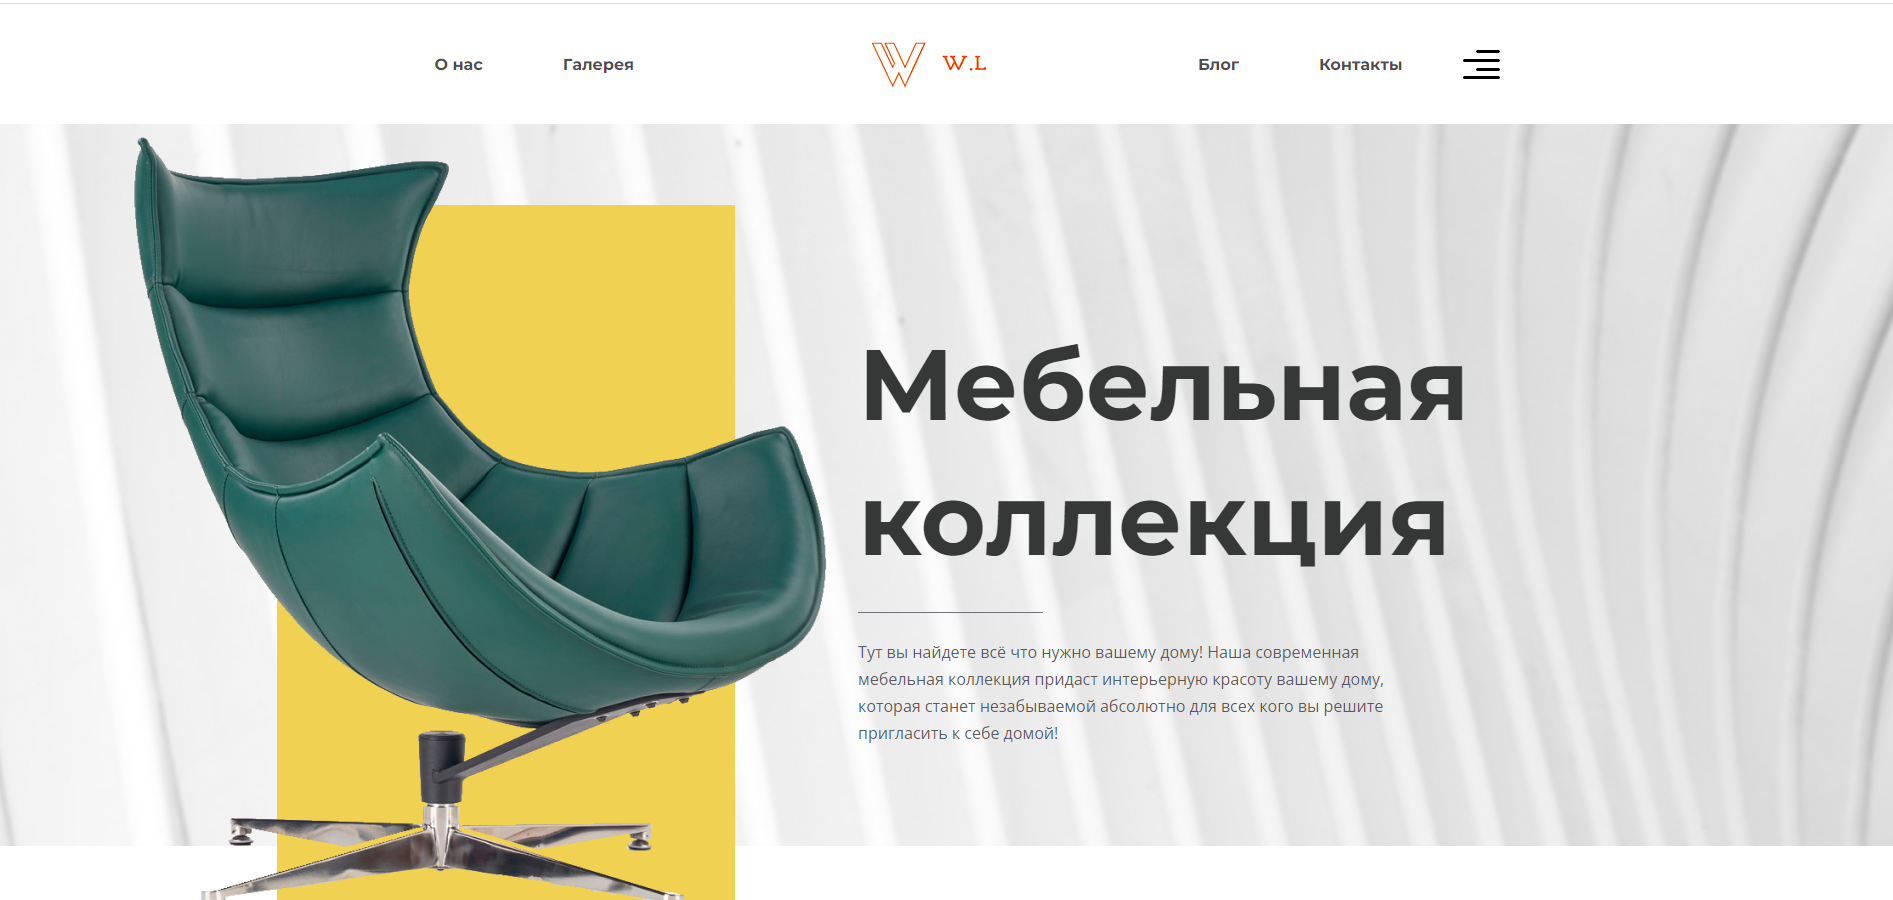 О нас
Галерея
W.L
Блог
Контакты
Мебельная
коллекция
Тут вы найдете всё что нужно вашему дому! Наша современная
мебельная коллекция придаст интерьерную красоту вашему дому,
которая станет незабываемой абсолютно для всех кого вы решите
пригласить к себе домой!